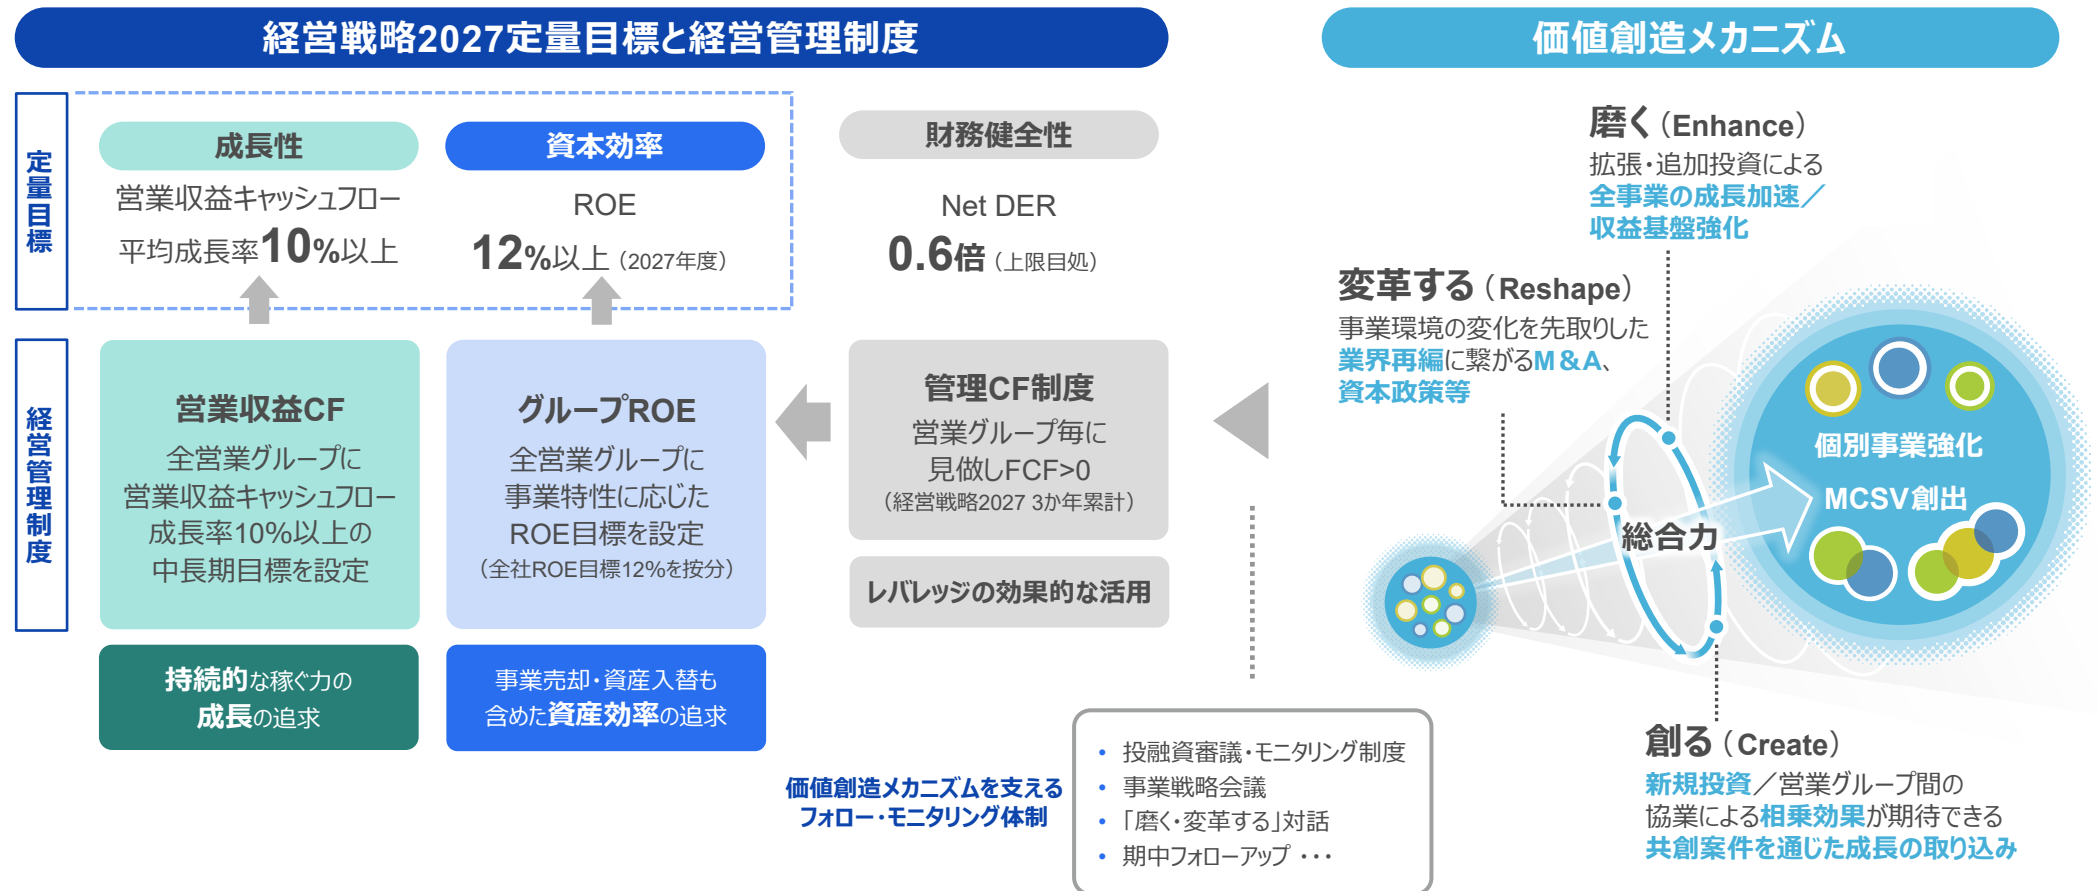 経営戦略2027定量目標と経営管理制度
定量目標
成長性
営業収益キャッシュフロー
平均成長率10%以上
資本効率
ROE
12%以上（2027年度）
財務健全性
Net DER
0.6倍（上限目処）
経営管理制度
営業収益CF
全営業グループに
営業収益キャッシュフロー
成長率10%以上の
中長期目標を設定
グループROE
全営業グループに
事業特性に応じた
ROE目標を設定
（全社ROE目標12%を按分）
管理CF制度
営業グループ毎に
見做しFCF>0
（経営戦略2027 3か年累計）
レバレッジの効果的な活用
持続的な稼ぐ力の
成長の追求
事業売却・資産入替も
含めた資産効率の追求
価値創造メカニズムを支える
フォロー・モニタリング体制
• 投融資審議・モニタリング制度
• 事業戦略会議
• 「磨く・変革する」対話
• 期中フォローアップ ・・・
価値創造メカニズム
磨く（Enhance）
拡張・追加投資による
全事業の成長加速／
収益基盤強化
変革する（Reshape）
事業環境の変化を先取りした
業界再編に繋がるM＆A、
資本政策等
総合力
個別事業強化
MCSV創出
創る（Create）
新規投資／営業グループ間の
協業による相乗効果が期待できる
共創案件を通じた成長の取り込み